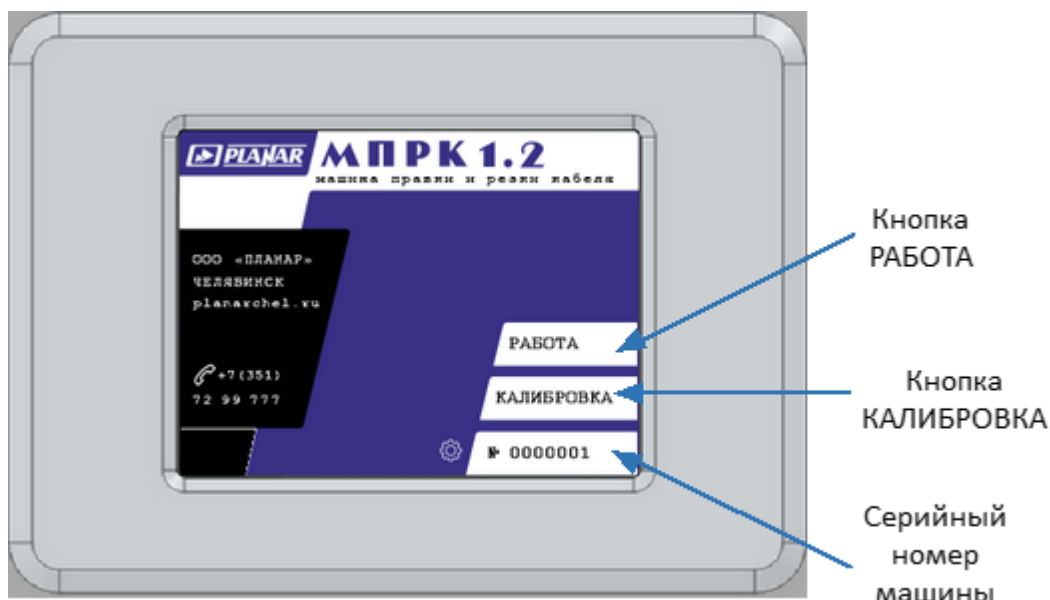 PLANAR
МПРК 1.2
машина правки и резки кабеля
ООО «ПЛАНАР»
ЧЕЛЯБИНСК
planarchel.ru
+7(351)
72 99 777
РАБОТА
КАЛИБРОВКА
№ 0000001
Кнопка
РАБОТА
Кнопка
КАЛИБРОВКА
Серийный
номер
машины